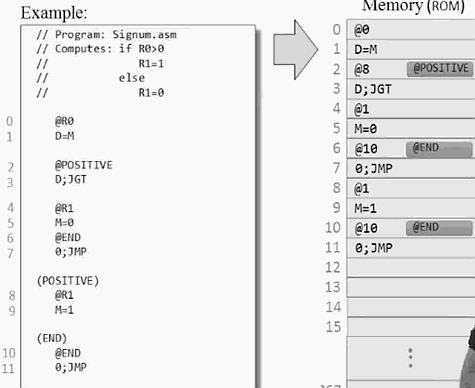 Example:
// Program: Signum.asm
// Computes: if R0>0
//              R1=1
//           else
//              R1=0
0 @R0
1 D=M
2 @POSITIVE
3 D;JGT
4 @R1
5 M=0
6 @END
7 0;JMP
(POSITIVE)
8 @R1
9 M=1
(END)
10 @END
11 0;JMP
Memory (ROM)
0 @0
1 D=M
2 @8 @POSITIVE
3 D;JGT
4 @1
5 M=0
6 @10 @END
7 0;JMP
8 @1
9 M=1
10 @10 @END
11 0;JMP
12
13
14
15